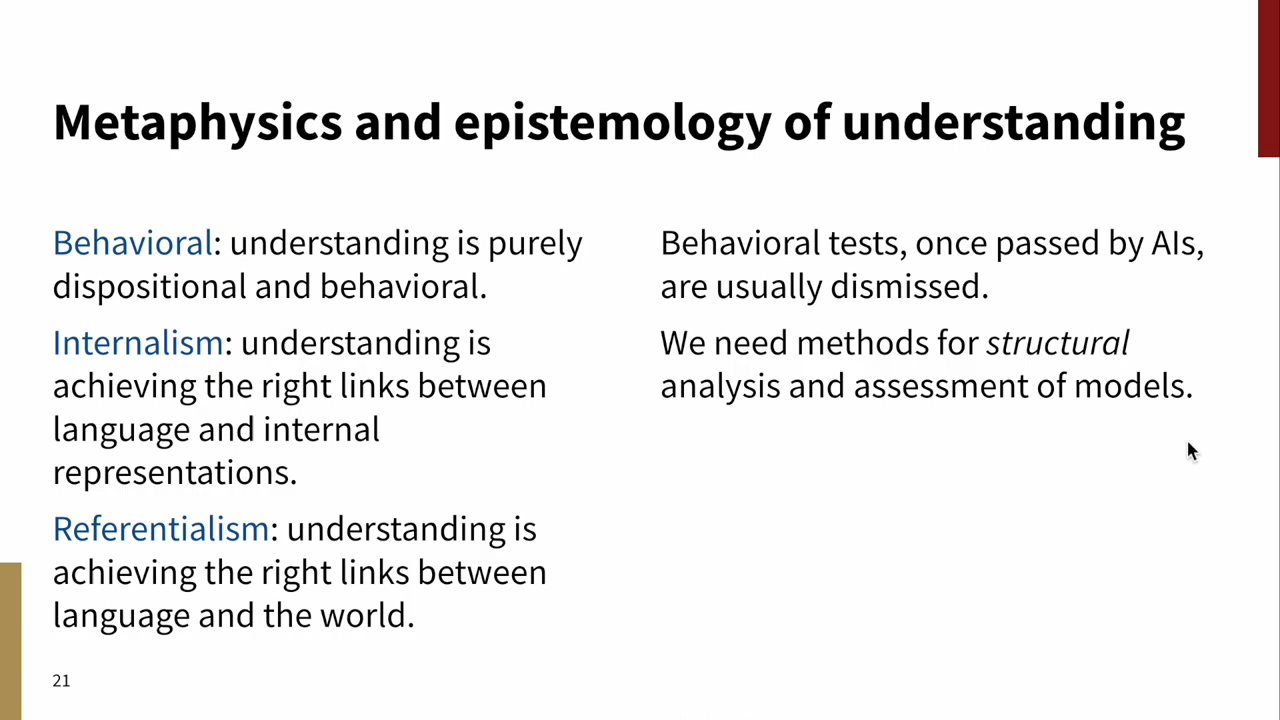 Metaphysics and epistemology of understanding
Behavioral: understanding is purely
dispositional and behavioral.
Internalism: understanding is
achieving the right links between
language and internal
representations.
Referentialism: understanding is
achieving the right links between
language and the world.
Behavioral tests, once passed by AIs,
are usually dismissed.
We need methods for structural
analysis and assessment of models.
21